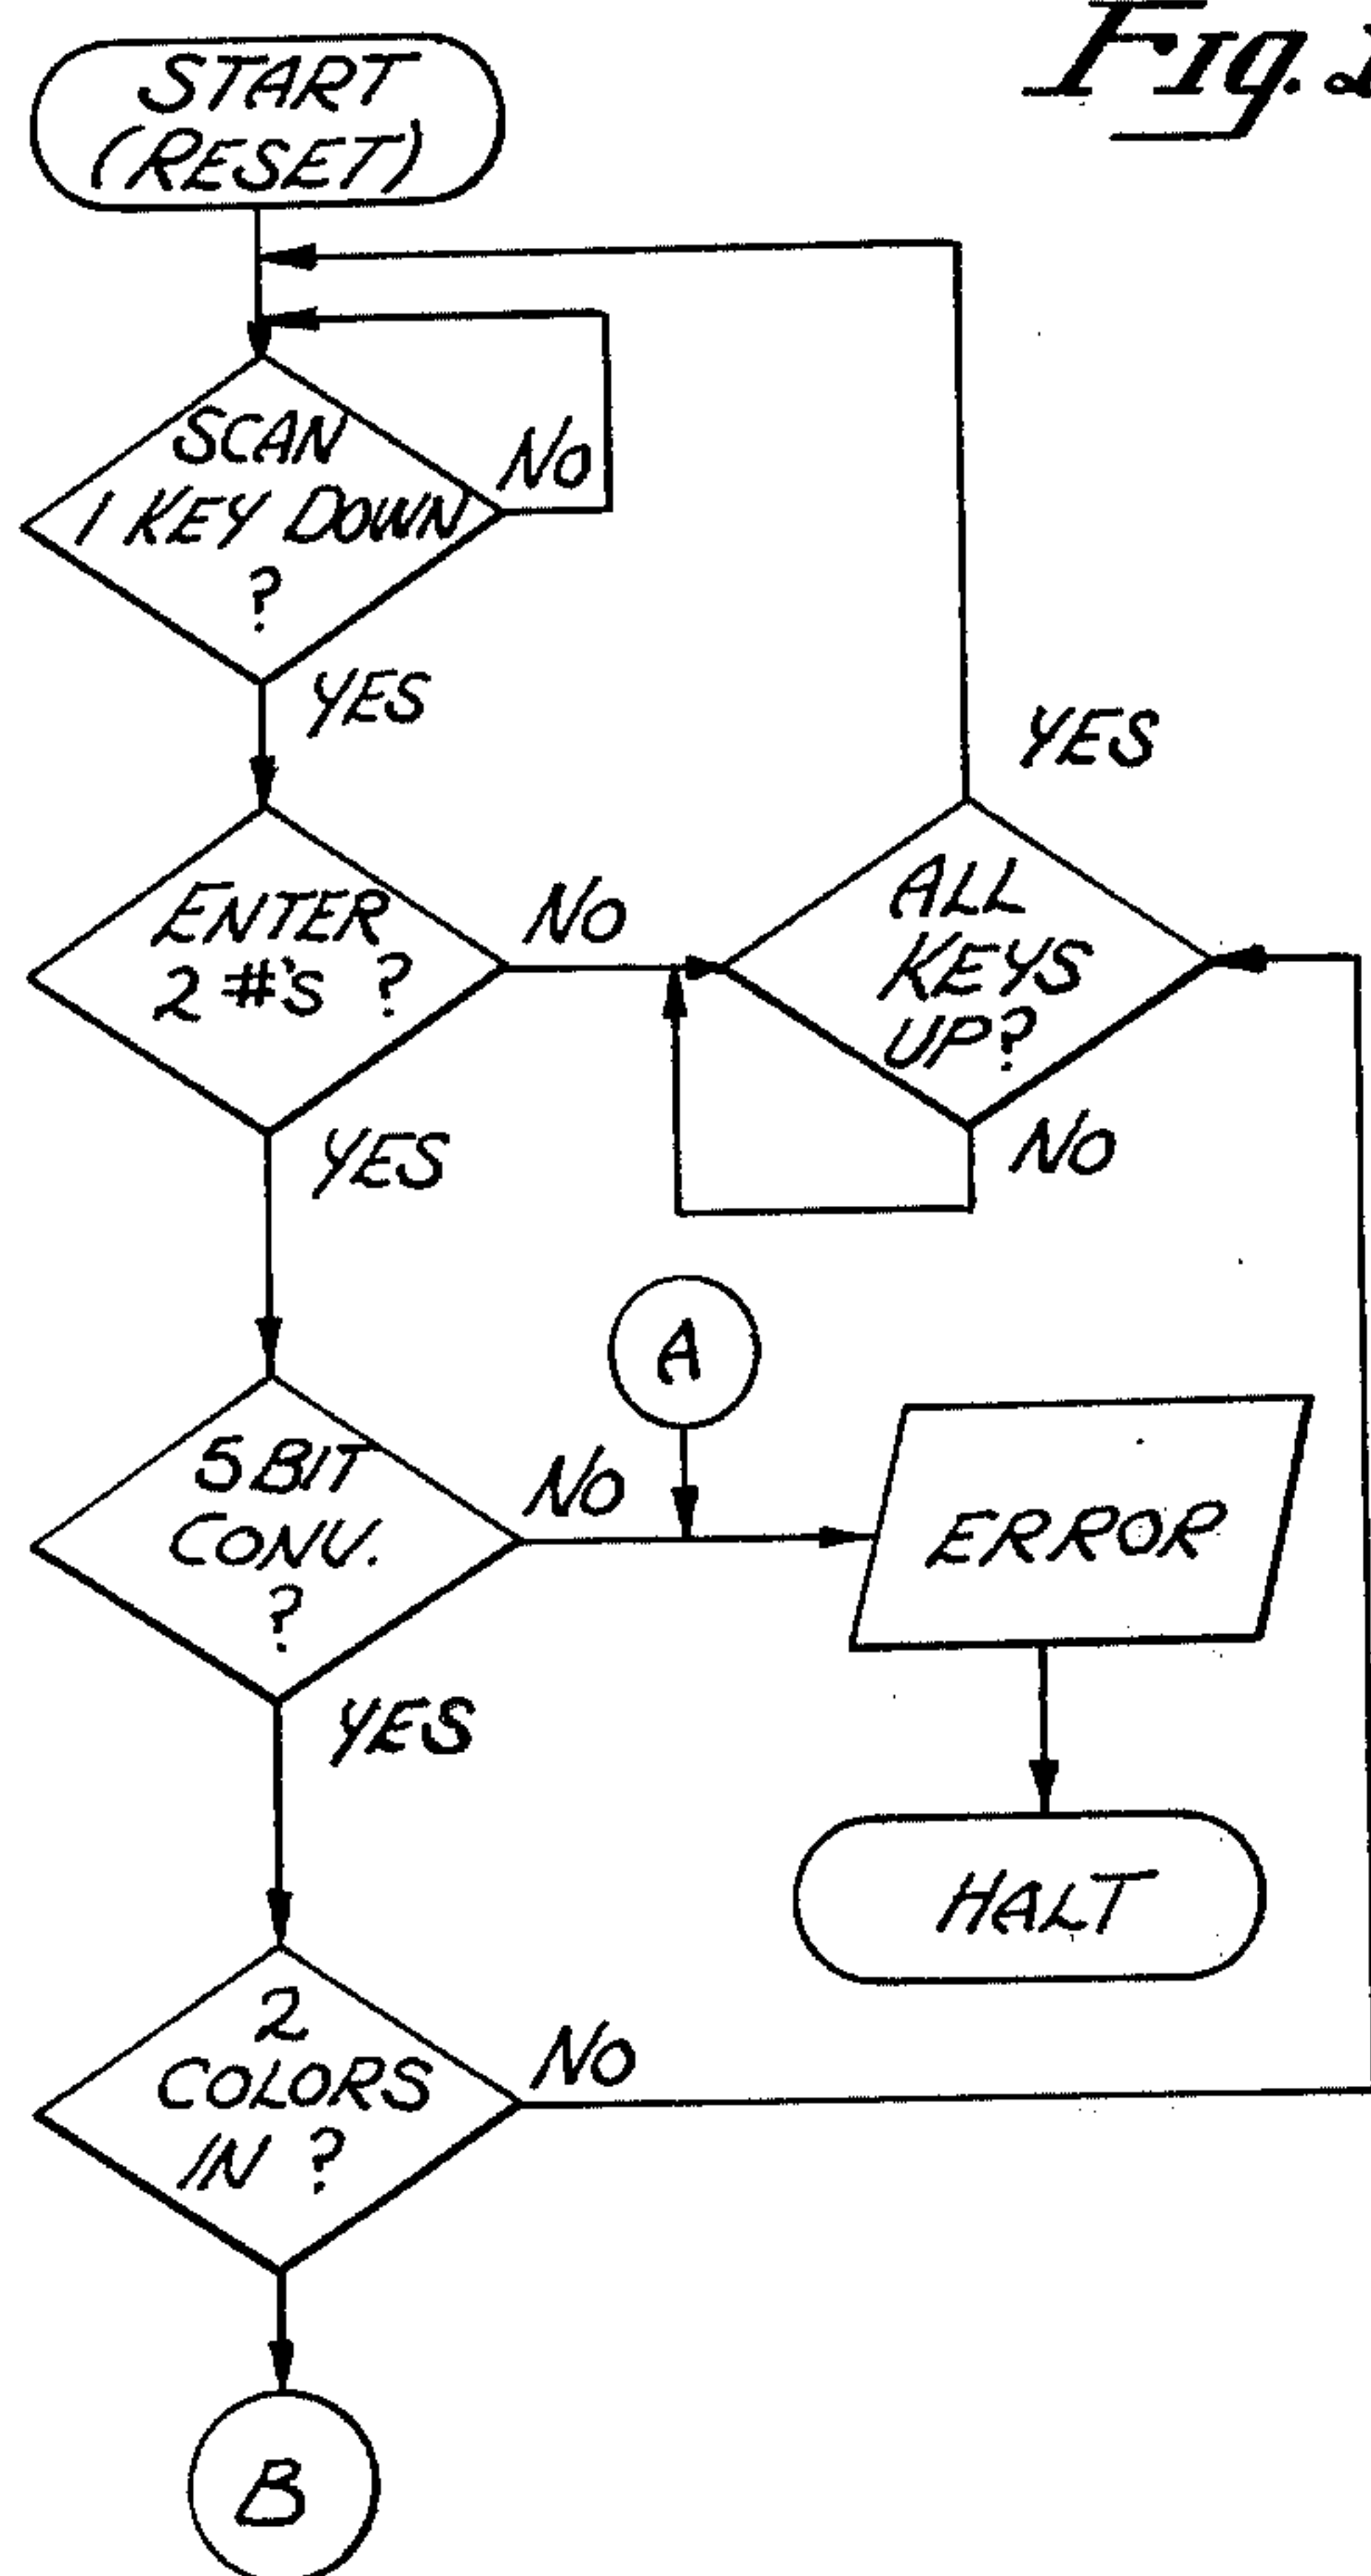 Fig.
START
(RESET)
SCAN
1 KEY DOWN
?
NO
YES
ENTER
2 #'S ?
NO
YES
ALL
KEYS
UP?
YES
NO
A
5 BIT
CONV.
?
NO
YES
ERROR
HALT
2
COLORS
IN ?
NO
B